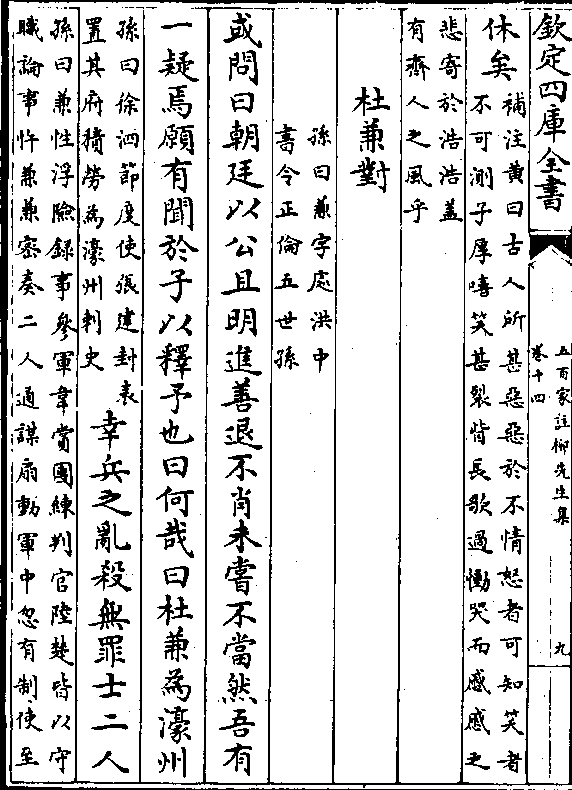 欽定四庫全書
五百家註柳先生集
卷十四
九
休矣
補注黄曰古人所甚惡惡於不情怒者可知笑者
不可測子厚嘻笑甚裂眥長歌過慟哭而感感之
悲寄於浩浩蓋
有齊人之風乎
杜兼對
孫曰兼字處洪中
書令正倫五世孫
或問曰朝廷以公且明進善退不肖未嘗不當然吾有
一疑焉願有聞於子以釋予也曰何哉曰杜兼為濠州
孫曰徐泗節度使張建封表
置其府積勞為濠州刺史
幸兵之亂殺無罪士二人
孫曰兼性浮險録事參軍韋賞團練判官陸楚皆以守
職論事忤兼兼密奏二人通謀扇動軍中忽有制使至